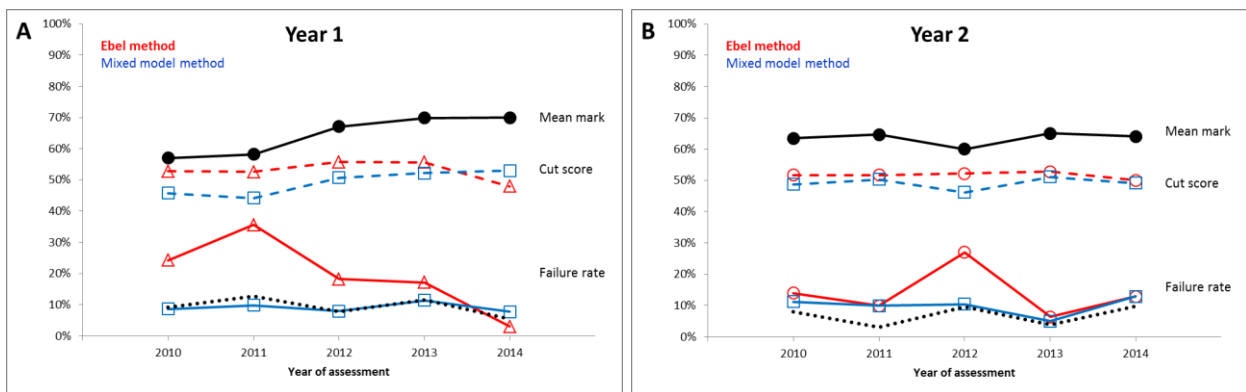 A
Year 1
Ebel method
Mixed model method
100%
90%
80%
70%
60%
50%
40%
30%
20%
10%
0%
Mean mark
Cut score
Failure rate
2010 2011 2012 2013 2014
Year of assessment
B
Year 2
Ebel method
Mixed model method
100%
90%
80%
70%
60%
50%
40%
30%
20%
10%
0%
Mean mark
Cut score
Failure rate
2010 2011 2012 2013 2014
Year of assessment